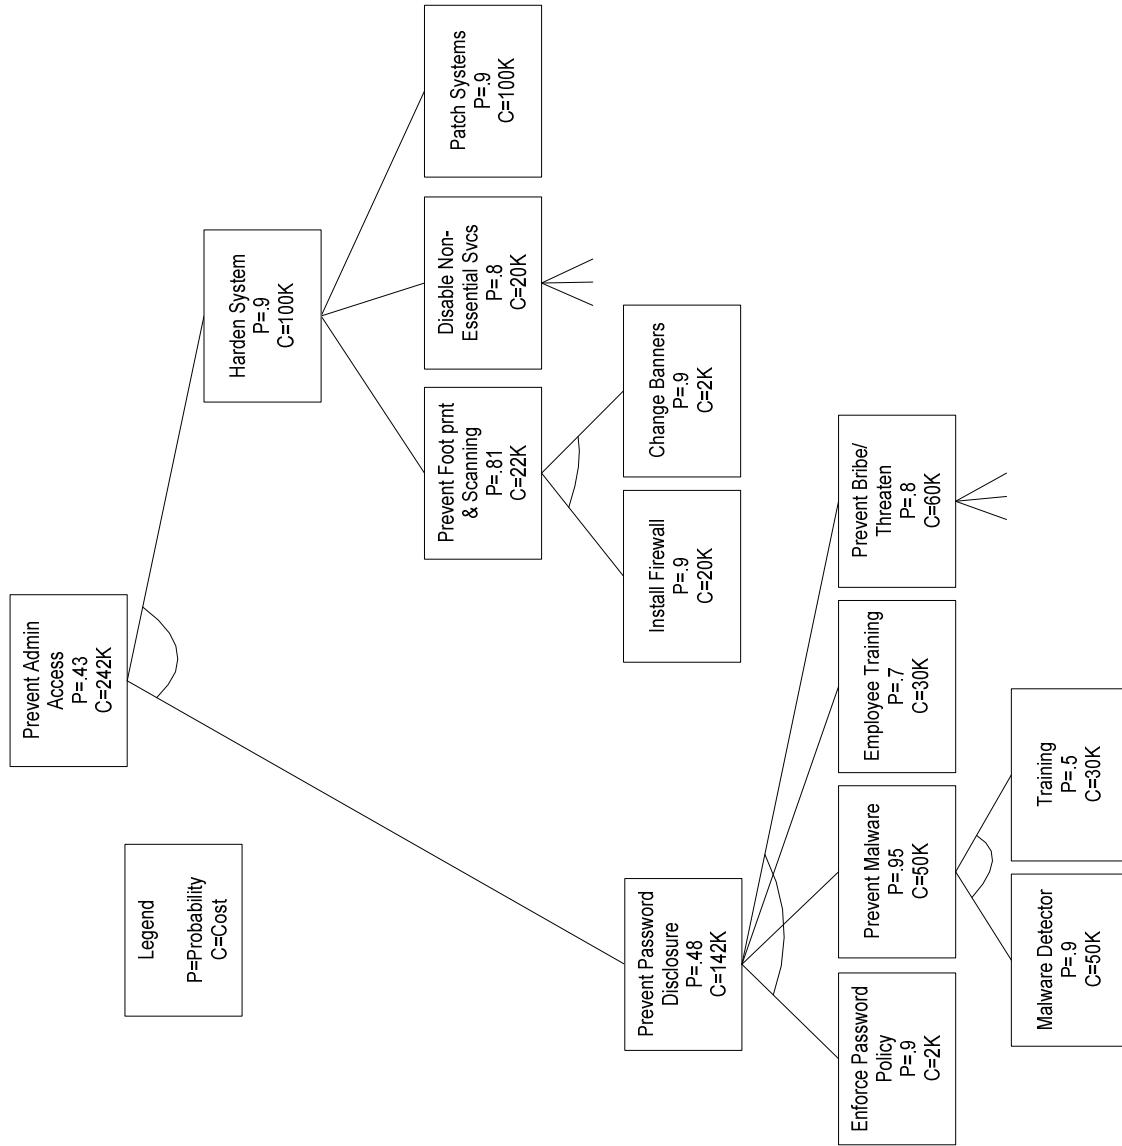 Prevent Admin
Access
P=.43
C=242K
Legend
P=Probability
C=Cost
Harden System
P=.9
C=100K
Prevent Foot prnt
& Scanning
P=.81
C=22K
Disable Non-
Essential Svcs
P=.8
C=20K
Patch Systems
P=.9
C=100K
Install Firewall
P=.9
C=20K
Change Banners
P=.9
C=2K
Prevent Password
Disclosure
P=.48
C=142K
Enforce Password
Policy
P=.9
C=2K
Prevent Malware
P=.95
C=50K
Employee Training
P=.7
C=30K
Prevent Bribe/
Threaten
P=.8
C=60K
Malware Detector
P=.9
C=50K
Training
P=.5
C=30K